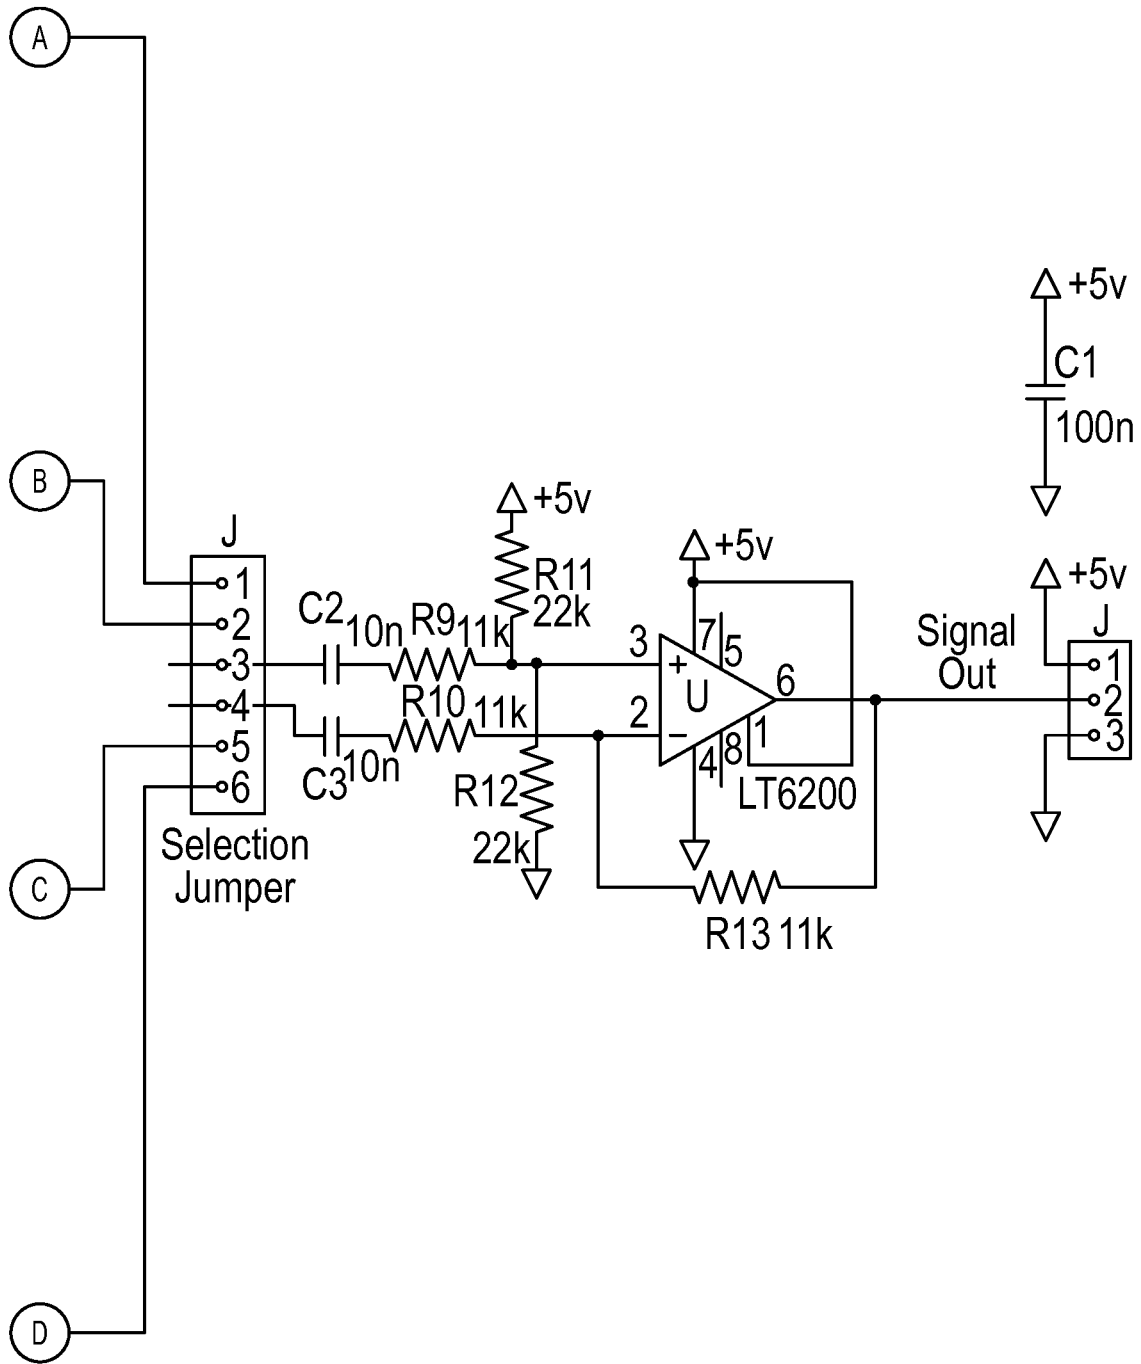 A
+5v
C1
100n
B
+5v
J
R11
22k
+5v
+5v
J
1
2
3
4
5
6
C2
10n
R9
11k
R10
11k
C3
10n
3
2
+
−
U
7
5
6
1
8
4
LT6200
Signal
Out
1
2
3
R12
22k
Selection
Jumper
C
R13 11k
D